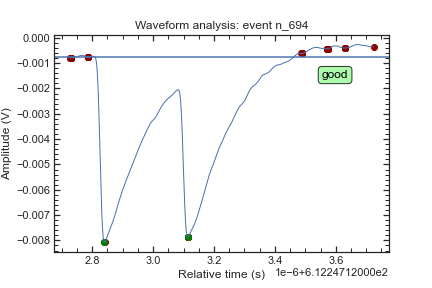 Waveform analysis: event n_694
0.000
−0.001
−0.002
−0.003
−0.004
−0.005
−0.006
−0.007
−0.008
Amplitude (V)
good
2.8 3.0 3.2 3.4 3.6
Relative time (s)
1e−6+6.1224712000e2